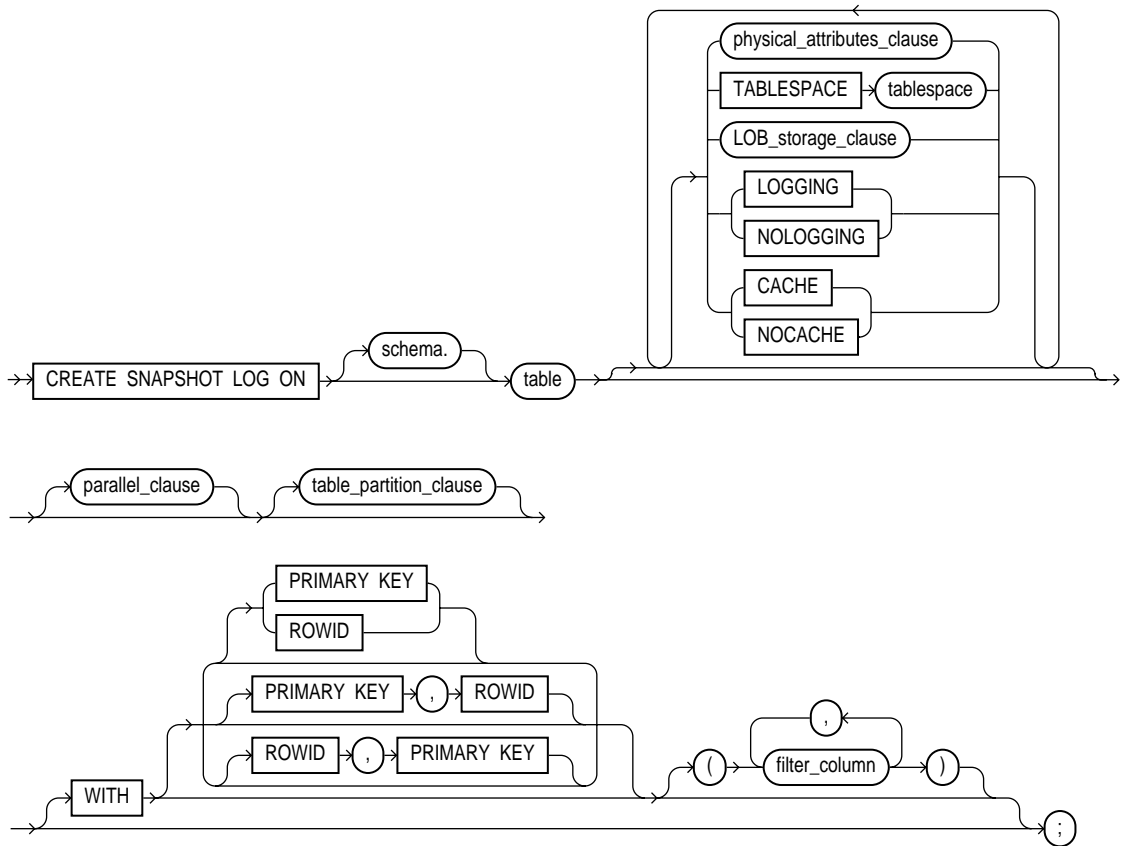 physical_attributes_clause
TABLESPACE tablespace
LOB_storage_clause
LOGGING
NOLOGGING
CACHE
NOCACHE
schema.
CREATE SNAPSHOT LOG ON table
parallel_clause table_partition_clause
PRIMARY KEY
ROWID
PRIMARY KEY , ROWID
ROWID , PRIMARY KEY
,
( filter_column )
WITH
;